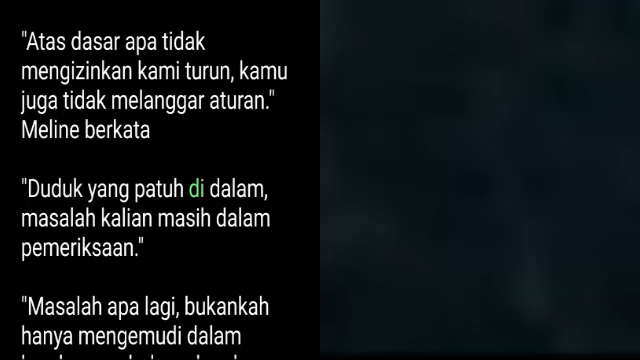 "Atas dasar apa tidak
mengizinkan kami turun, kamu
juga tidak melanggar aturan."
Meline berkata
"Duduk yang patuh di dalam,
masalah kalian masih dalam
pemeriksaan."
"Masalah apa lagi, bukankah
hanya mengemudi dalam